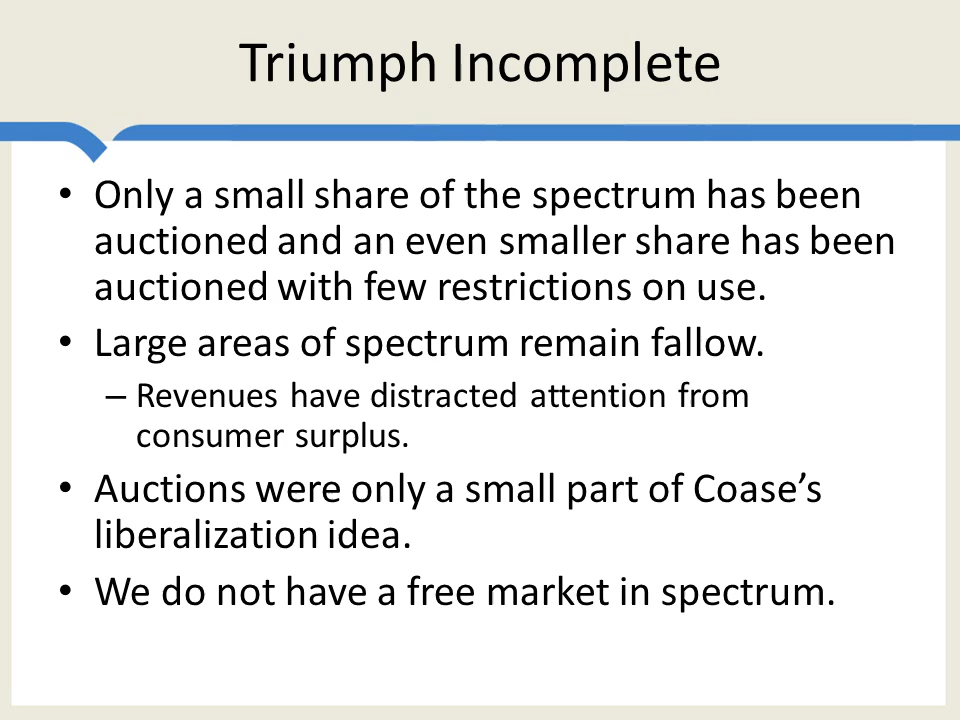 Triumph Incomplete
• Only a small share of the spectrum has been
auctioned and an even smaller share has been
auctioned with few restrictions on use.
• Large areas of spectrum remain fallow.
– Revenues have distracted attention from
consumer surplus.
• Auctions were only a small part of Coase’s
liberalization idea.
• We do not have a free market in spectrum.